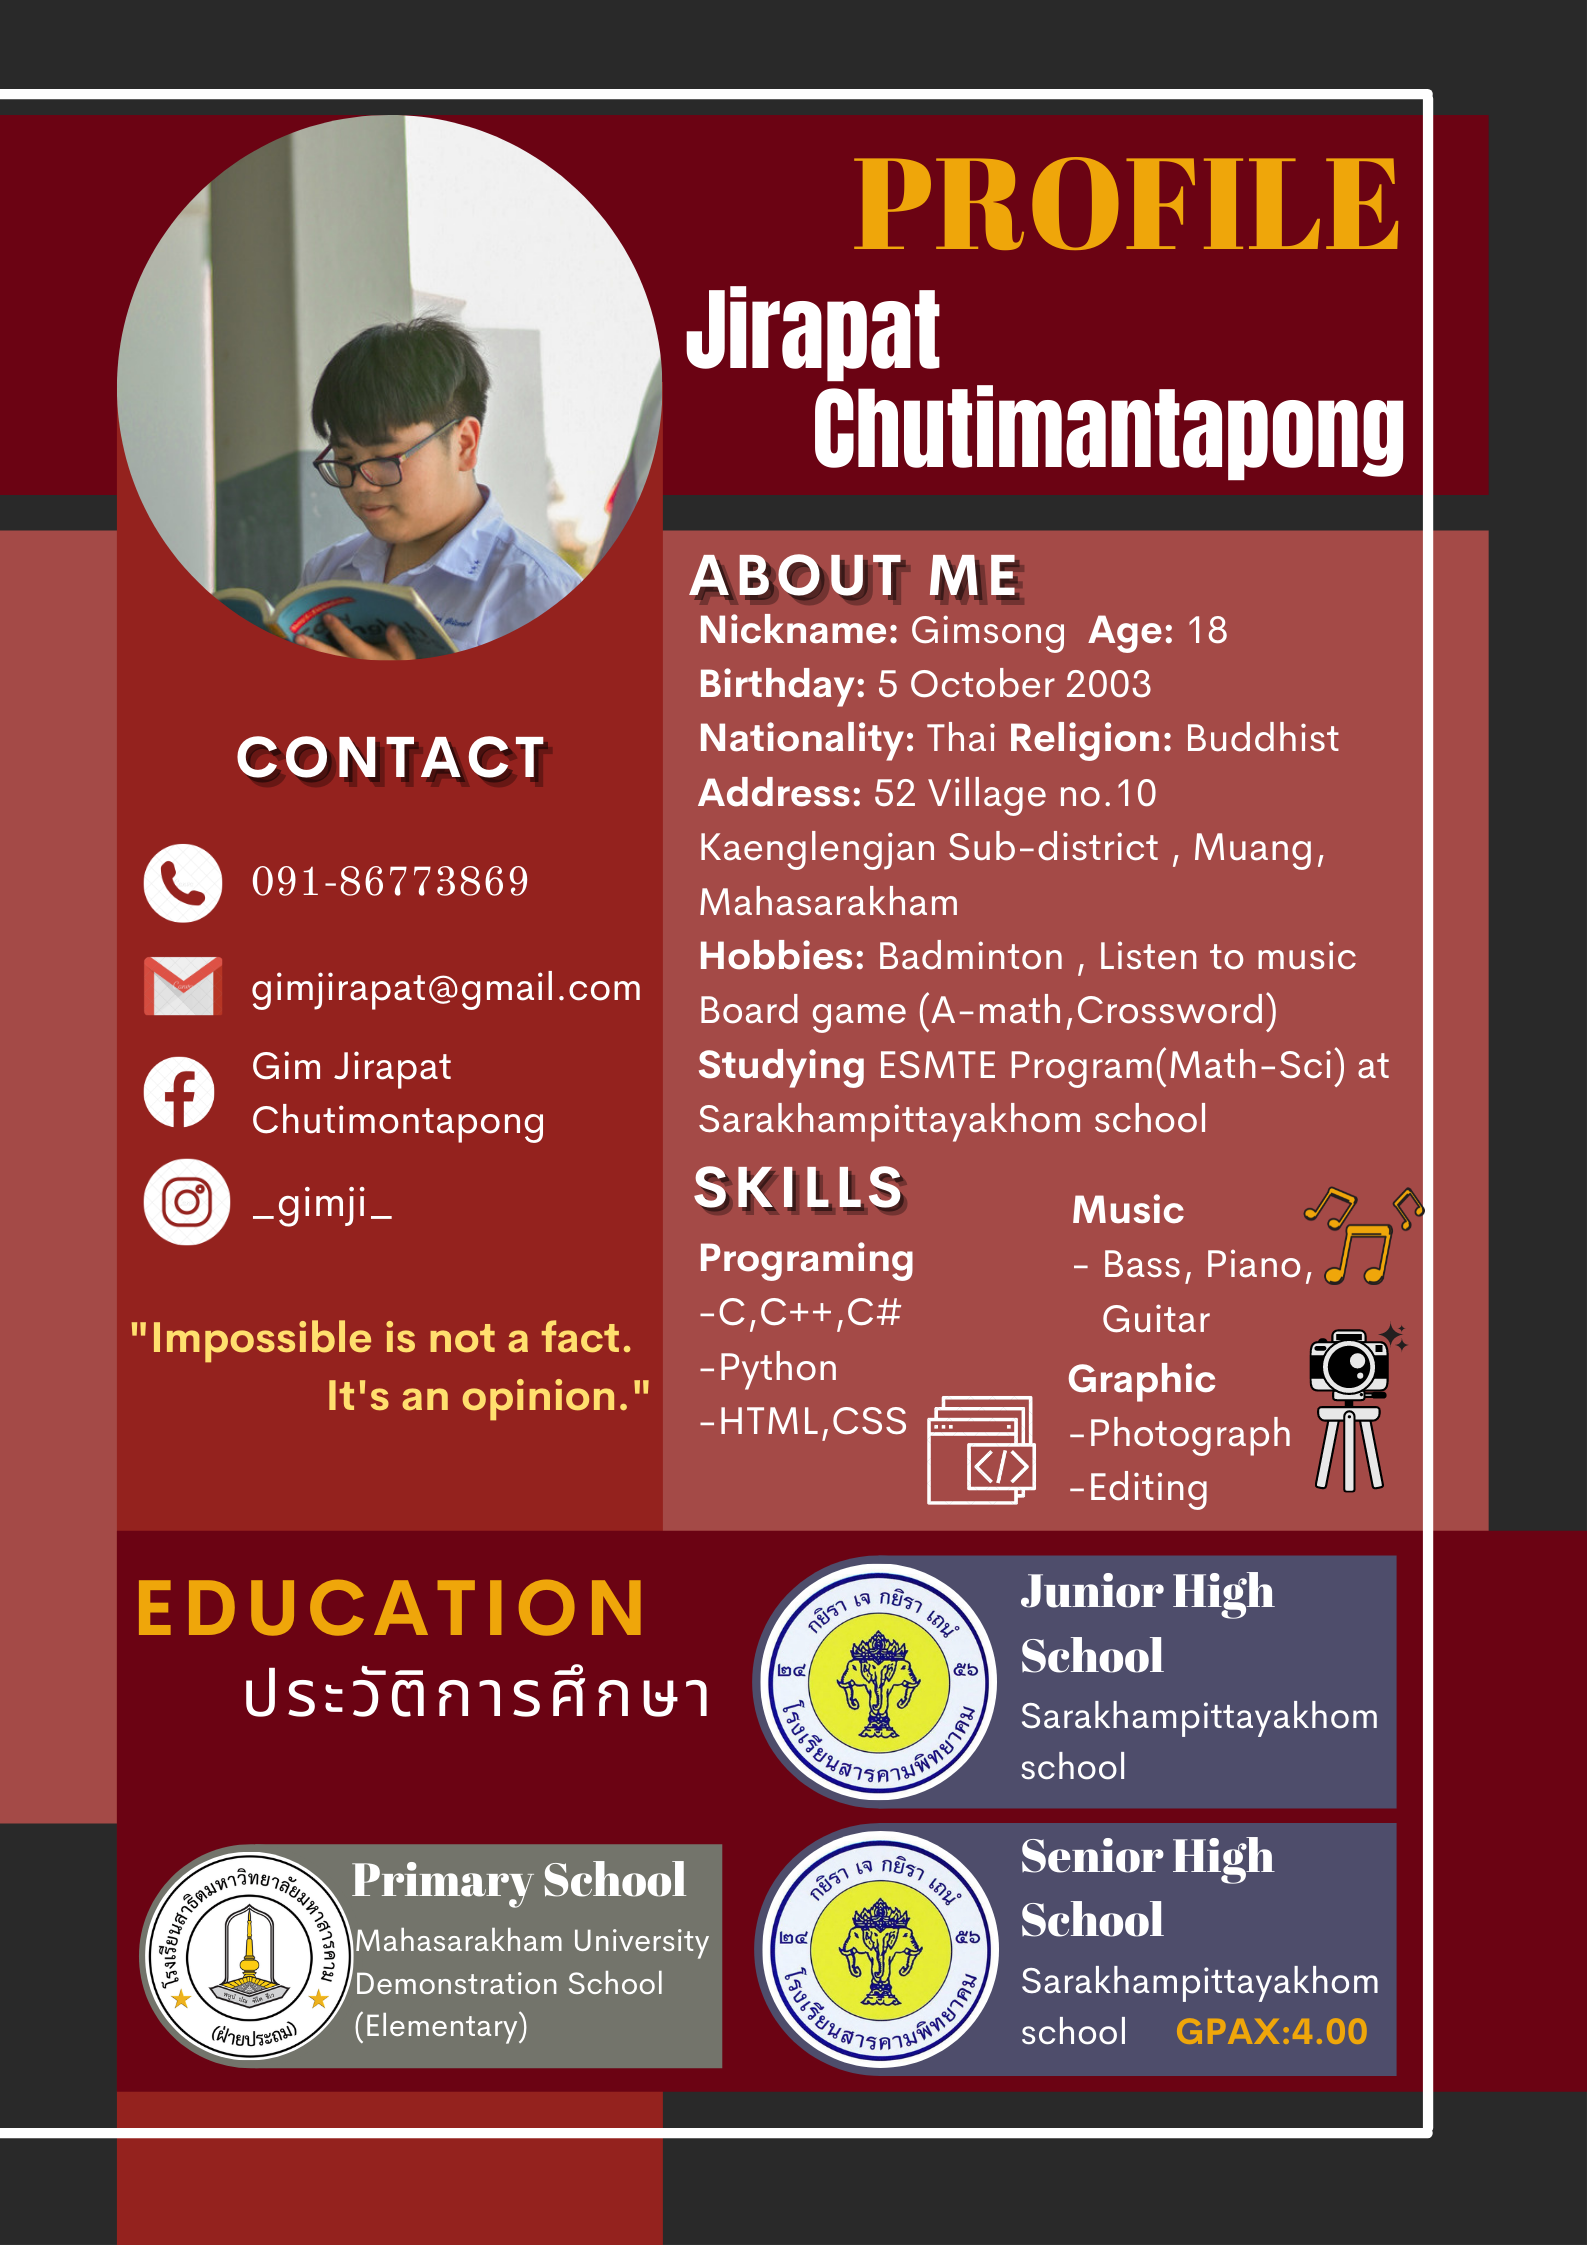 PROFILE
Jirapat
Chutimantapong
CONTACT
091-86773869
gimjirapat@gmail.com
Gim Jirapat
Chutimontapong
_gimji_
"Impossible is not a fact.
It's an opinion."
ABOUT ME
Nickname: Gimsong Age: 18
Birthday: 5 October 2003
Nationality: Thai Religion: Buddhist
Address: 52 Village no.10
Kaenglengjan Sub-district , Muang,
Mahasarakham
Hobbies: Badminton , Listen to music
Board game (A-math,Crossword)
Studying ESMTE Program(Math-Sci) at
Sarakhampittayakhom school
SKILLS
Programing
-C,C++,C#
-Python
-HTML,CSS
</>
Music
- Bass, Piano,
Guitar
Graphic
-Photograph
-Editing
EDUCATION
ประวัติการศึกษา
โรงเรียนสาธิตมหาวิทยาลัยมหาสารคาม
(ฝ่ายประถม)
Primary School
Mahasarakham University
Demonstration School
(Elementary)
กยิรา เจ กยิรา เถนํ
๒๔ ๕๖
โรงเรียนสารคามพิทยาคม
Junior High
School
Sarakhampittayakhom
school
กยิรา เจ กยิรา เถนํ
๒๔ ๕๖
โรงเรียนสารคามพิทยาคม
Senior High
School
Sarakhampittayakhom
school GPAX:4.00